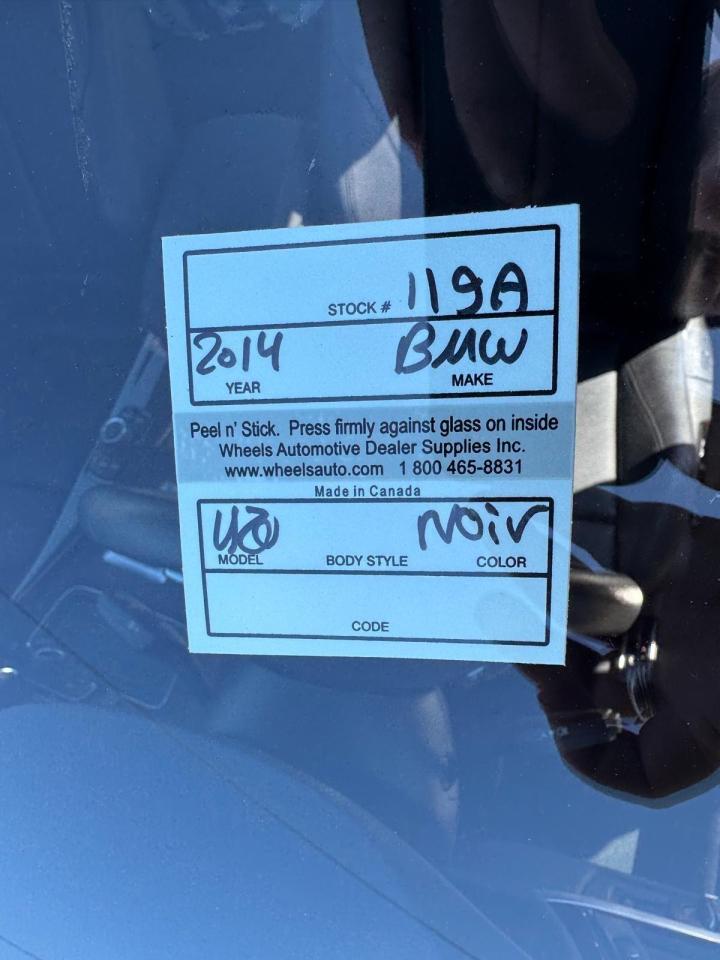 STOCK # 119A
2014 BMW
YEAR MAKE
Peel n' Stick. Press firmly against glass on inside
Wheels Automotive Dealer Supplies Inc.
www.wheelsauto.com 1 800 465-8831
Made in Canada
Noir
MODEL BODY STYLE COLOR
CODE